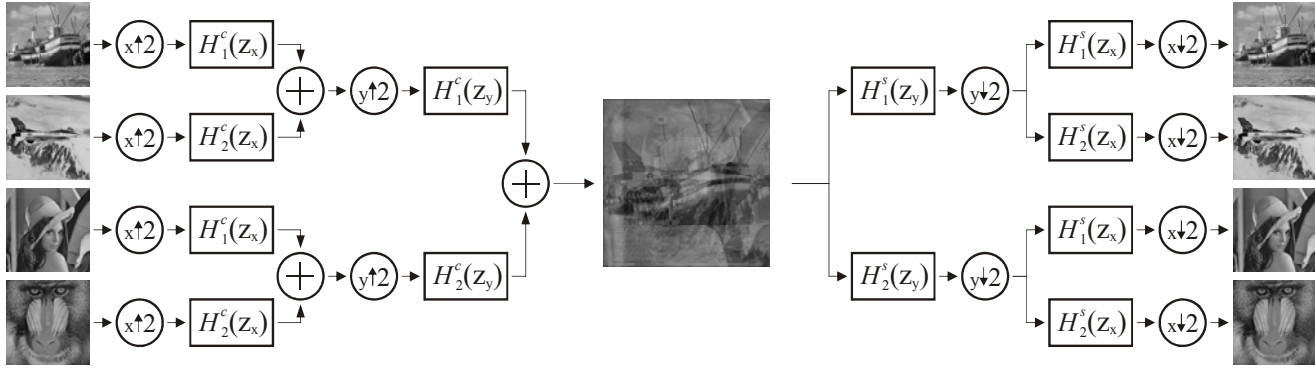 x↑2 H₁ᶜ(zₓ)
x↑2 H₂ᶜ(zₓ)
+ y↑2 H₁ᶜ(z_y)
x↑2 H₁ᶜ(zₓ)
x↑2 H₂ᶜ(zₓ)
+ y↑2 H₂ᶜ(z_y)
+
H₁ˢ(z_y) y↓2
H₁ˢ(zₓ) x↓2
H₂ˢ(zₓ) x↓2
H₂ˢ(z_y) y↓2
H₁ˢ(zₓ) x↓2
H₂ˢ(zₓ) x↓2